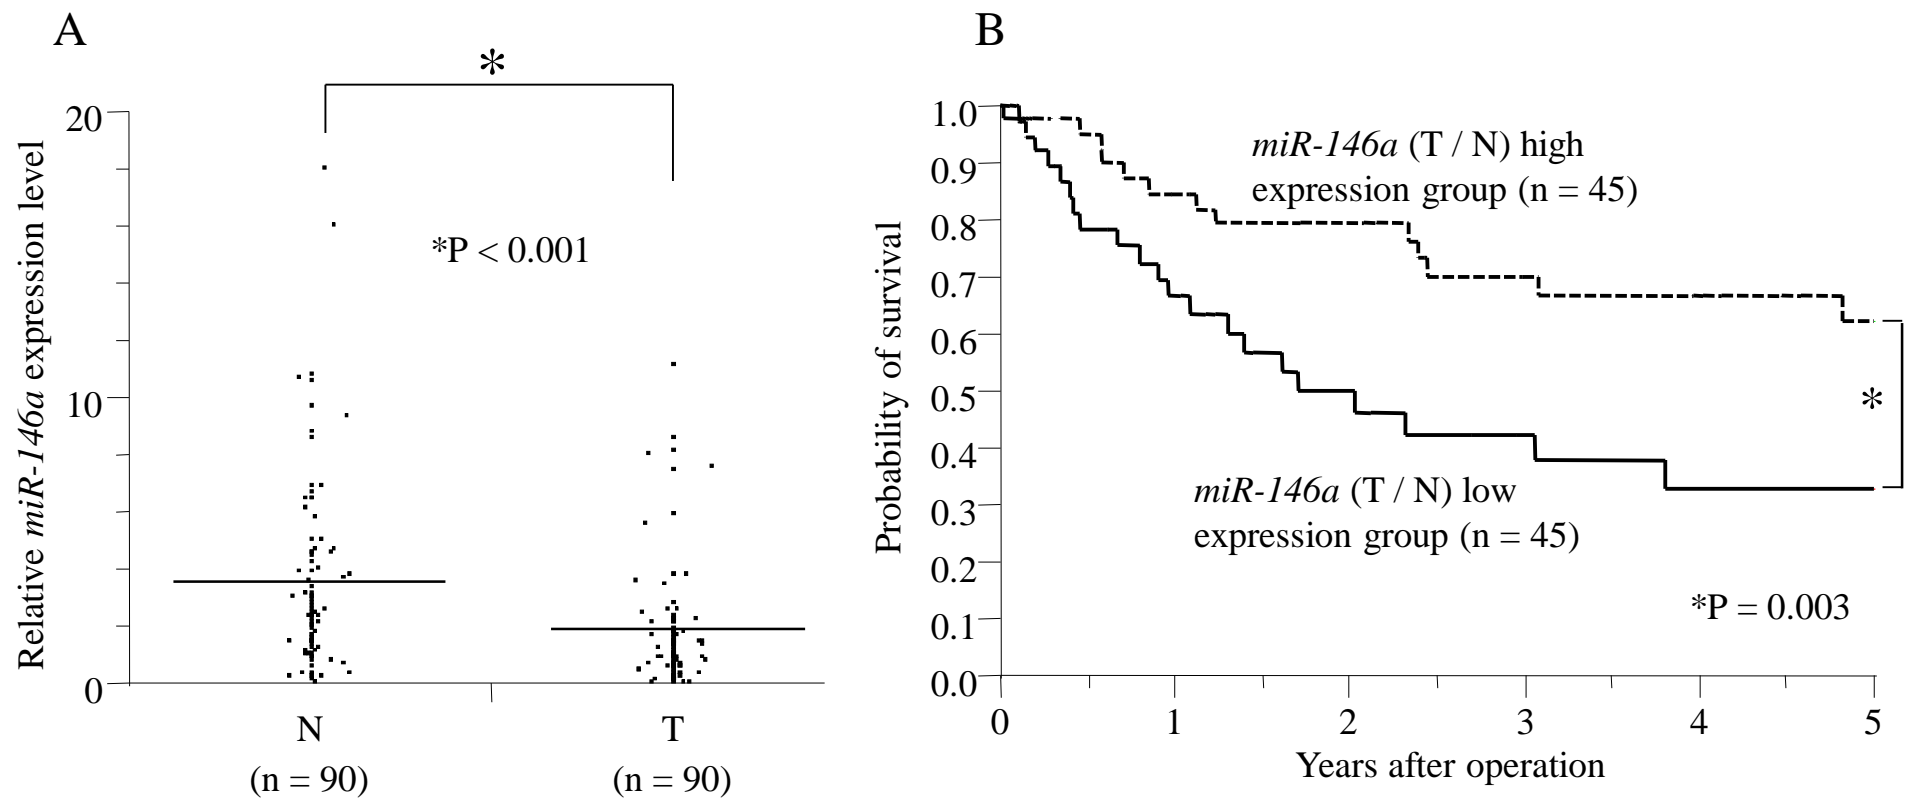 A
*
20
10
0
Relative miR-146a expression level
*P < 0.001
N
T
(n = 90)
(n = 90)
B
1.0
0.9
0.8
0.7
0.6
0.5
0.4
0.3
0.2
0.1
0.0
Probability of survival
miR-146a (T / N) high
expression group (n = 45)
*
miR-146a (T / N) low
expression group (n = 45)
*P = 0.003
0
1
2
3
4
5
Years after operation